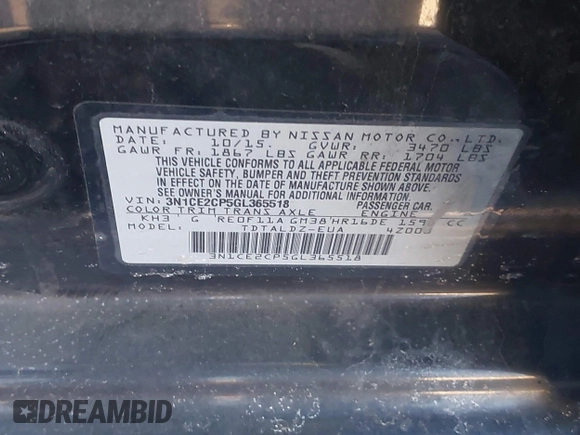 MANUFACTURED BY NISSAN MOTOR CO., LTD.
DATE: 10/15 GVWR: 3470 LBS
GAWR FR: 1867 LBS GAWR RR: 1704 LBS
THIS VEHICLE CONFORMS TO ALL APPLICABLE FEDERAL MOTOR
VEHICLE SAFETY, BUMPER AND THEFT PREVENTION STANDARDS
IN EFFECT ON THE DATE OF MANUFACTURE SHOWN ABOVE.
SEE OWNER'S MANUAL FOR ADDITIONAL INFORMATION.
VIN: 3N1CE2CP5GL365518 PASSENGER CAR.
COLOR TRIM TRANS AXLE ENGINE
KH3 G RE0F11A GM38 HR16DE 159 CC
MODEL: TDTALDZ-EUA 4Z003
3N1CE2CP5GL365518
DREAMBID